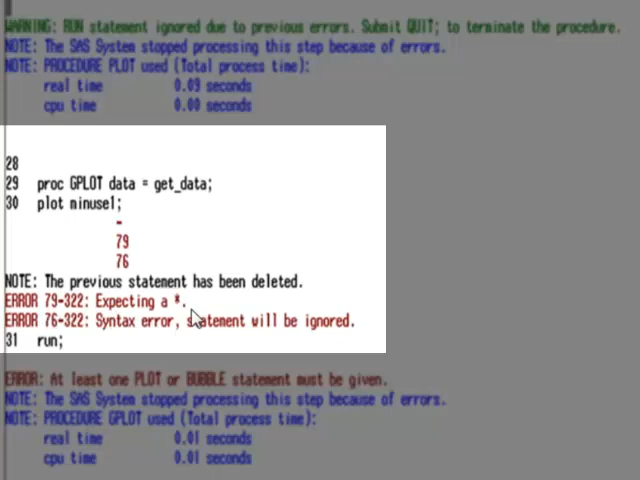 WARNING: RUN statement ignored due to previous errors. Submit QUIT; to terminate the procedure.
NOTE: The SAS System stopped processing this step because of errors.
NOTE: PROCEDURE PLOT used (Total process time):
real time 0.09 seconds
cpu time 0.00 seconds
28
29 proc GPLOT data = get_data;
30 plot minuse1;
-
79
76
NOTE: The previous statement has been deleted.
ERROR 79-322: Expecting a *.
ERROR 76-322: Syntax error, statement will be ignored.
31 run;
ERROR: At least one PLOT or BUBBLE statement must be given.
NOTE: The SAS System stopped processing this step because of errors.
NOTE: PROCEDURE GPLOT used (Total process time):
real time 0.01 seconds
cpu time 0.01 seconds